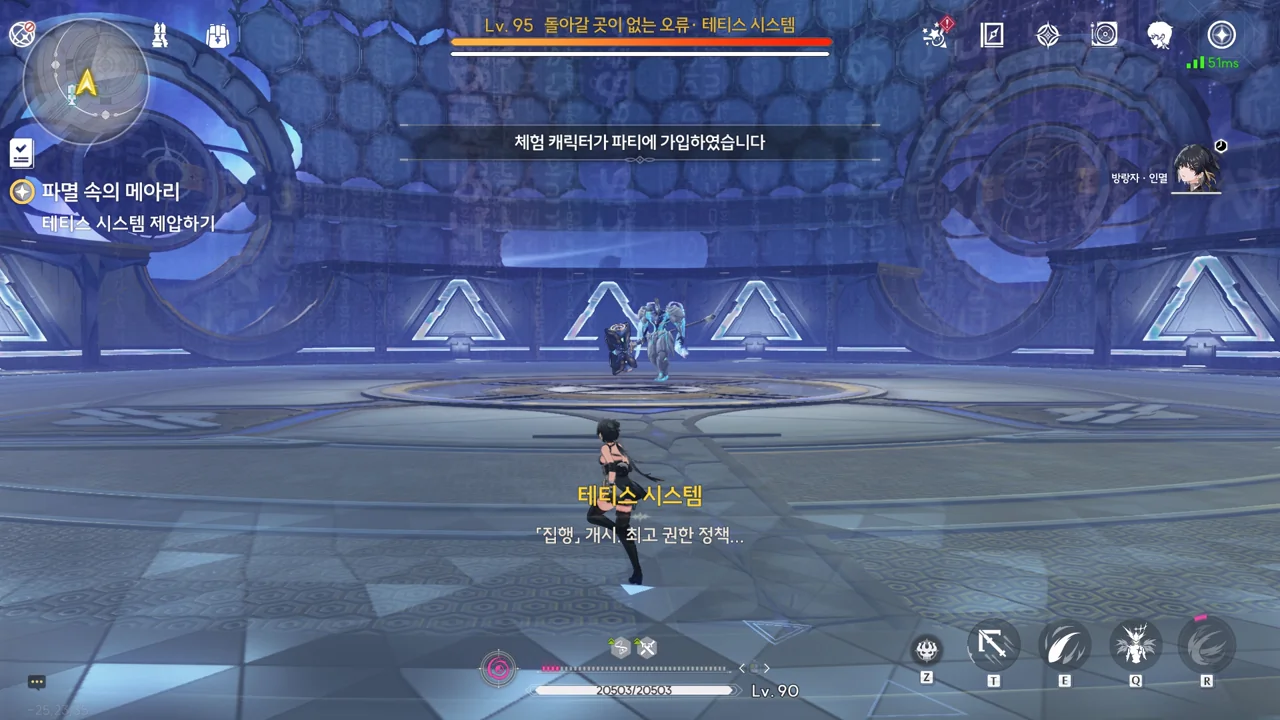 Lv. 95 돌아갈 곳이 없는 오류· 테티스 시스템
51ms
체험 캐릭터가 파티에 가입하였습니다
방랑자 · 인멸
파멸 속의 메아리
테티스 시스템 제압하기
테티스 시스템
「집행」 개시. 최고 권한 정책...
Z
T
E
Q
R
20503/20503
Lv. 90